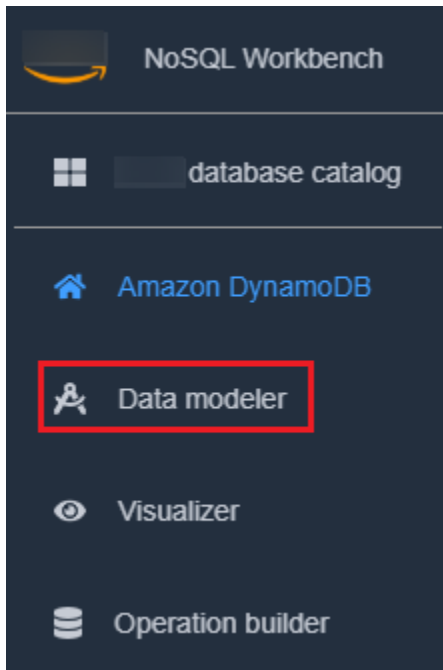 NoSQL Workbench
database catalog
Amazon DynamoDB
Data modeler
Visualizer
Operation builder